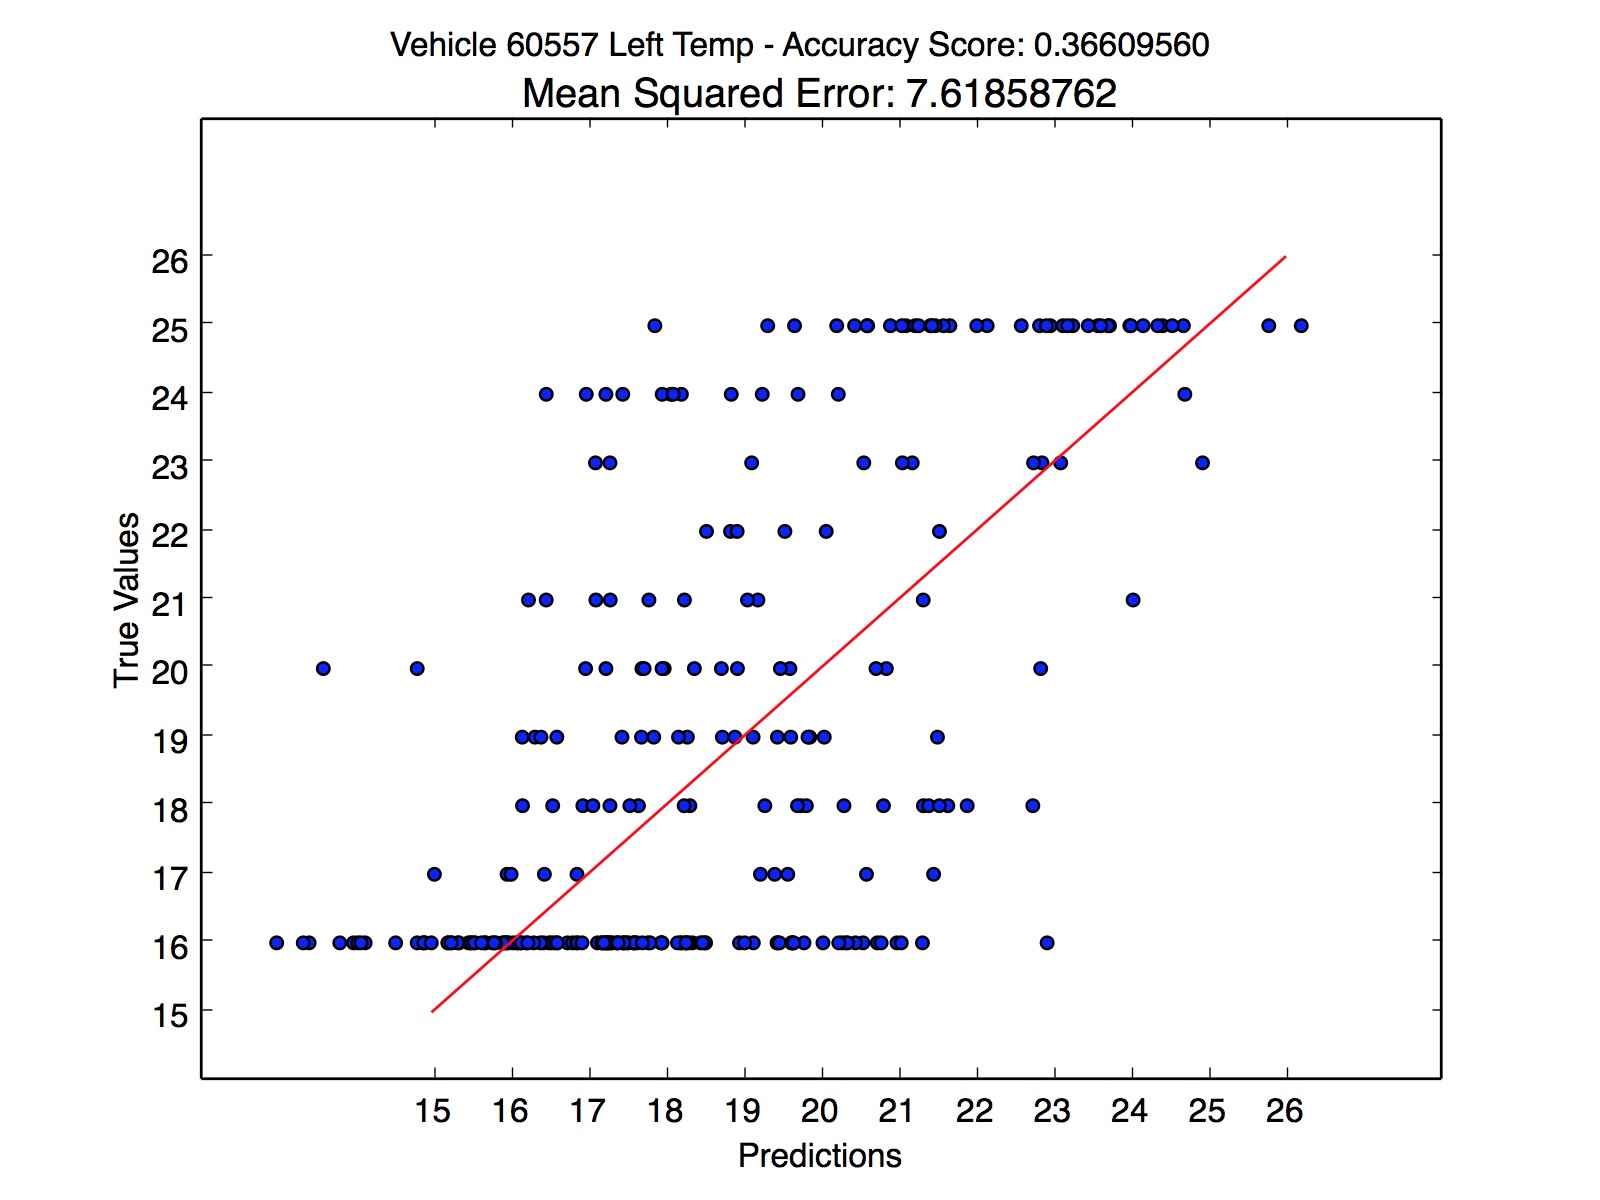 Vehicle 60557 Left Temp - Accuracy Score: 0.36609560
Mean Squared Error: 7.61858762
26
25
24
23
22
21
20
19
18
17
16
15
True Values
15 16 17 18 19 20 21 22 23 24 25 26
Predictions